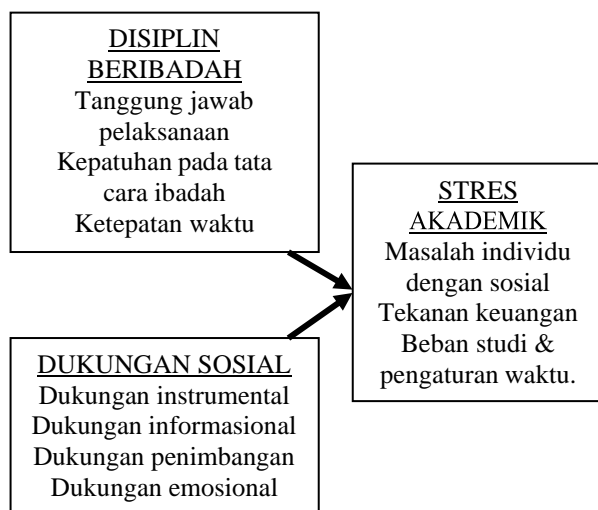 DISIPLIN
BERIBADAH
Tanggung jawab
pelaksanaan
Kepatuhan pada tata
cara ibadah
Ketepatan waktu
DUKUNGAN SOSIAL
Dukungan instrumental
Dukungan informasional
Dukungan penimbangan
Dukungan emosional
STRES
AKADEMIK
Masalah individu
dengan sosial
Tekanan keuangan
Beban studi &
pengaturan waktu.